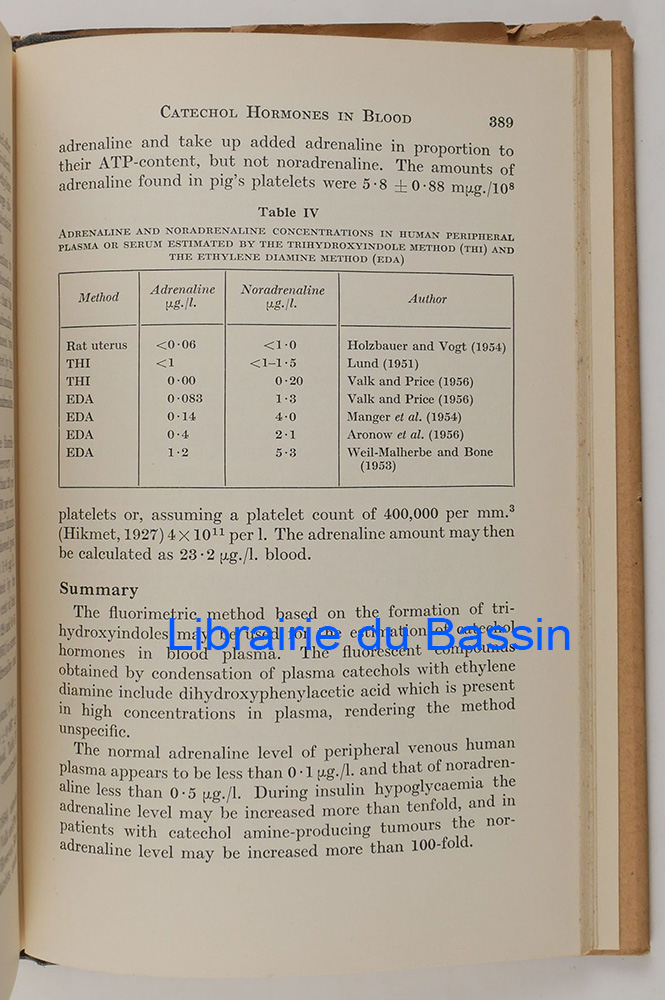 CATECHOL HORMONES IN BLOOD 389
adrenaline and take up added adrenaline in proportion to
their ATP-content, but not noradrenaline. The amounts of
adrenaline found in pig's platelets were 5·8 ± 0·88 mμg./10⁸
Table IV
ADRENALINE AND NORADRENALINE CONCENTRATIONS IN HUMAN PERIPHERAL
PLASMA OR SERUM ESTIMATED BY THE TRIHYDROXYINDOLE METHOD (THI) AND
THE ETHYLENE DIAMINE METHOD (EDA)
Method Adrenaline μg./l. Noradrenaline μg./l. Author
Rat uterus <0·06 <1·0 Holzbauer and Vogt (1954)
THI <1 <1–1·5 Lund (1951)
THI 0·00 0·20 Valk and Price (1956)
EDA 0·083 1·3 Valk and Price (1956)
EDA 0·14 4·0 Manger et al. (1954)
EDA 0·4 2·1 Aronow et al. (1956)
EDA 1·2 5·3 Weil-Malherbe and Bone
(1953)
platelets or, assuming a platelet count of 400,000 per mm.³
(Hikmet, 1927) 4 × 10¹¹ per l. The adrenaline amount may then
be calculated as 23·2 μg./l. blood.
Summary
The fluorimetric method based on the formation of tri-
hydroxyindoles may be used for the estimation of catechol
hormones in blood plasma. The fluorescent compounds
Librairie du Bassin
obtained by condensation of plasma catechols with ethylene
diamine include dihydroxyphenylacetic acid which is present
in high concentrations in plasma, rendering the method
unspecific.
The normal adrenaline level of peripheral venous human
plasma appears to be less than 0·1 μg./l. and that of noradren-
aline less than 0·5 μg./l. During insulin hypoglycaemia the
adrenaline level may be increased more than tenfold, and in
patients with catechol amine-producing tumours the nor-
adrenaline level may be increased more than 100-fold.